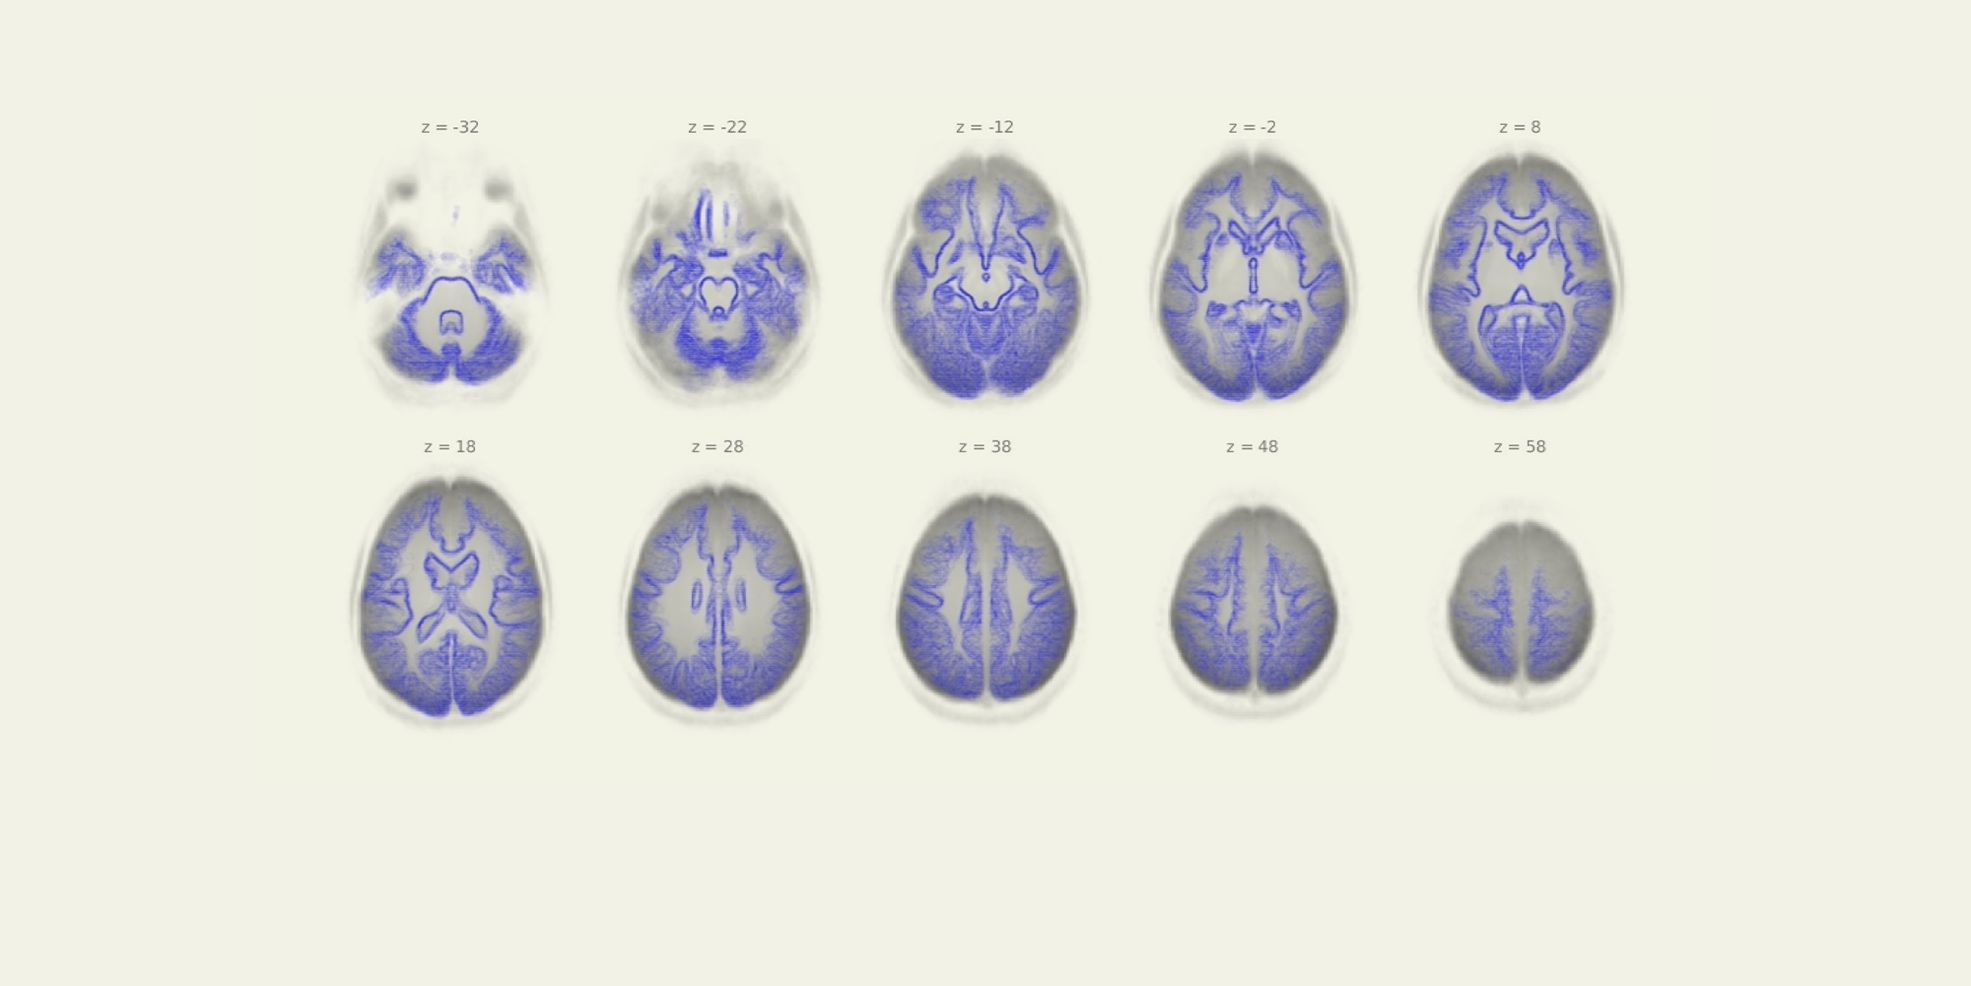 z = -32
z = -22
z = -12
z = -2
z = 8
z = 18
z = 28
z = 38
z = 48
z = 58